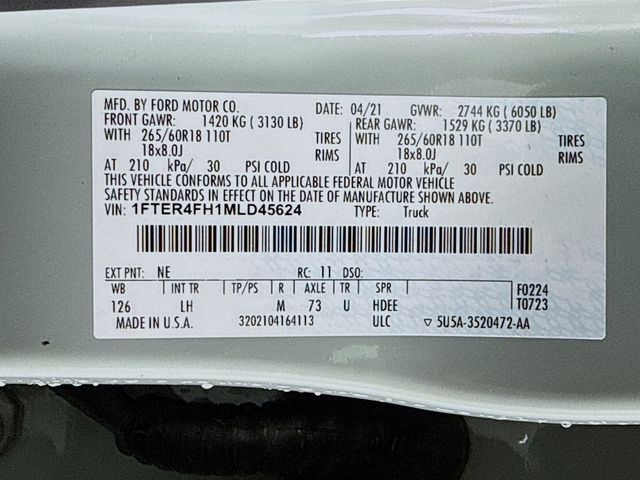 MFD. BY FORD MOTOR CO. DATE: 04/21 GVWR: 2744 KG ( 6050 LB)
FRONT GAWR: 1420 KG ( 3130 LB) REAR GAWR: 1529 KG ( 3370 LB)
WITH 265/60R18 110T TIRES WITH 265/60R18 110T TIRES
18x8.0J RIMS 18x8.0J RIMS
AT 210 kPa/ 30 PSI COLD AT 210 kPa/ 30 PSI COLD
THIS VEHICLE CONFORMS TO ALL APPLICABLE FEDERAL MOTOR VEHICLE
SAFETY STANDARDS IN EFFECT ON THE DATE OF MANUFACTURE SHOWN ABOVE.
VIN: 1FTER4FH1MLD45624 TYPE: Truck
EXT PNT: NE RC: 11 DSO:
WB INT TR TP/PS R AXLE TR SPR F0224
126 LH M 73 U HDEE T0723
MADE IN U.S.A. 3202104164113 ULC ▽ 5U5A-3520472-AA